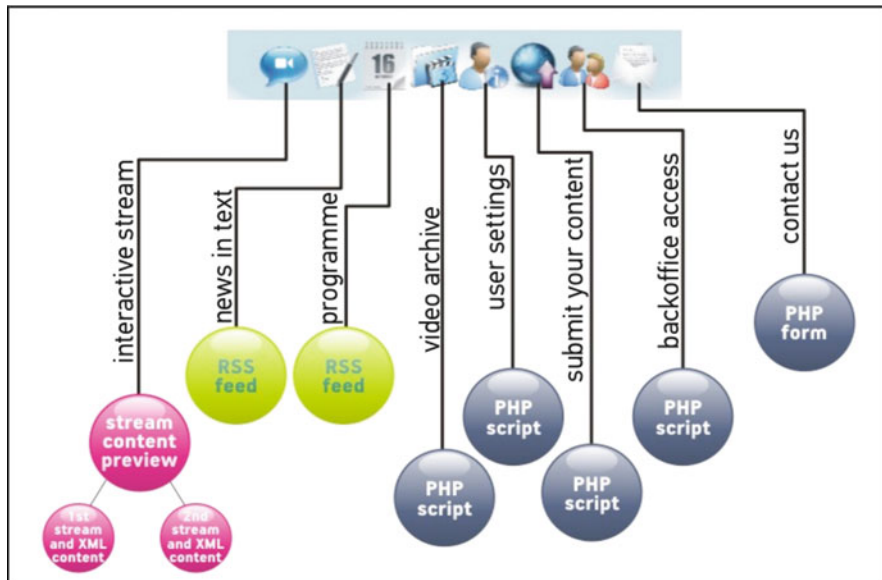 16
interactive stream
news in text
programme
video archive
user settings
submit your content
backoffice access
contact us
stream
content
preview
1st
stream
and XML
content
2nd
stream
and XML
content
RSS
feed
RSS
feed
PHP
script
PHP
script
PHP
script
PHP
script
PHP
form